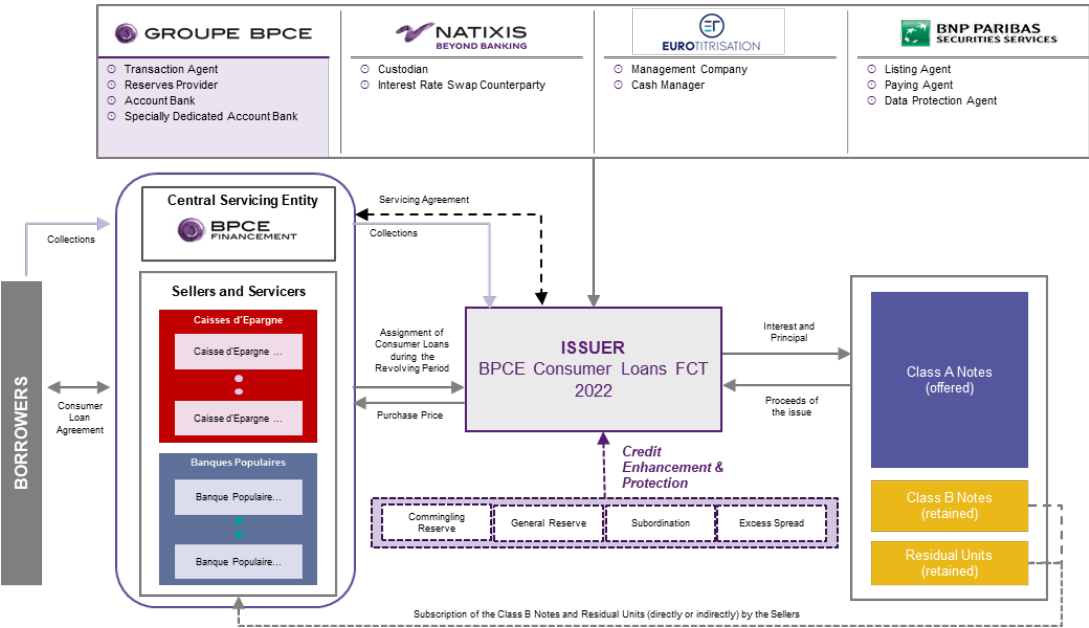 GROUPE BPCE
Transaction Agent
Reserves Provider
Account Bank
Specially Dedicated Account Bank
NATIXIS
BEYOND BANKING
Custodian
Interest Rate Swap Counterparty
EUROTITRISATION
Management Company
Cash Manager
BNP PARIBAS
SECURITIES SERVICES
Listing Agent
Paying Agent
Data Protection Agent
Central Servicing Entity
BPCE
FINANCEMENT
Servicing Agreement
Collections
Collections
Sellers and Servicers
Caisses d'Epargne
Caisse d'Epargne ...
Caisse d'Epargne ...
Banques Populaires
Banque Populaire...
Banque Populaire...
BORROWERS
Consumer
Loan
Agreement
Assignment of
Consumer Loans
during the
Revolving Period
Purchase Price
ISSUER
BPCE Consumer Loans FCT
2022
Interest and
Principal
Proceeds of
the issue
Class A Notes
(offered)
Class B Notes
(retained)
Residual Units
(retained)
Credit
Enhancement &
Protection
Commingling
Reserve
General Reserve
Subordination
Excess Spread
Subscription of the Class B Notes and Residual Units (directly or indirectly) by the Sellers